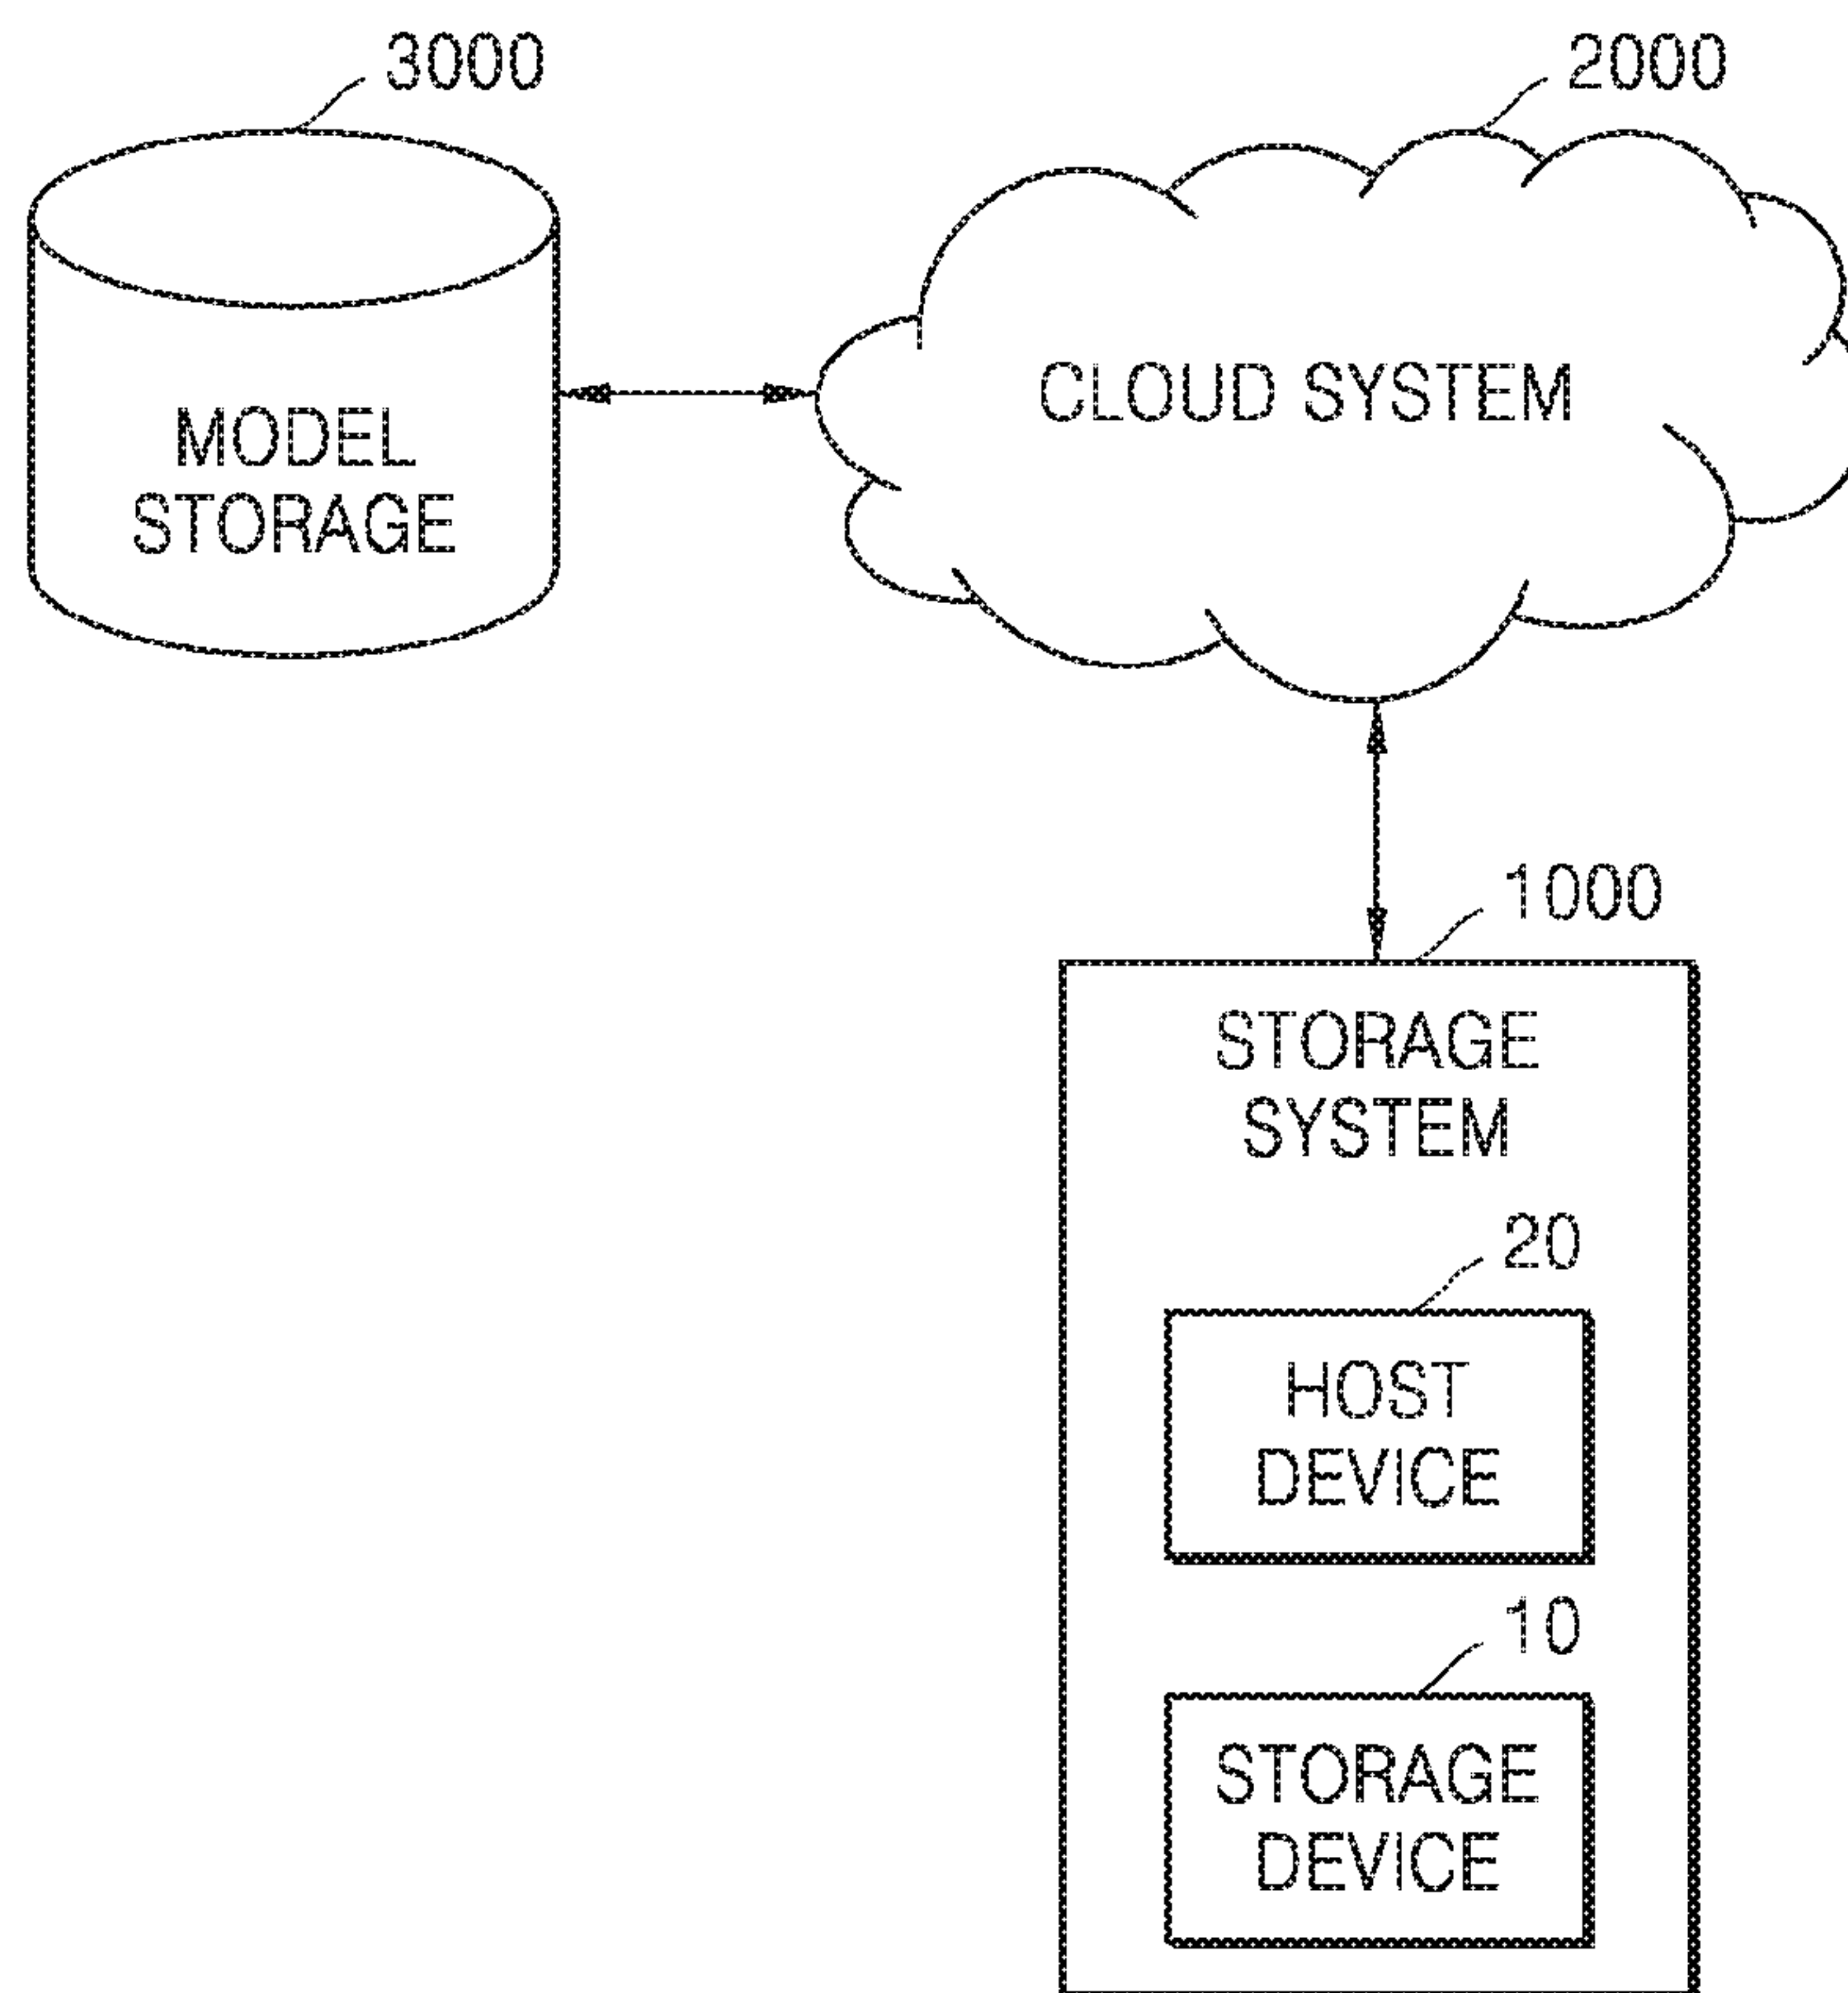 3000
2000
MODEL
STORAGE
CLOUD SYSTEM
1000
STORAGE
SYSTEM
20
HOST
DEVICE
10
STORAGE
DEVICE